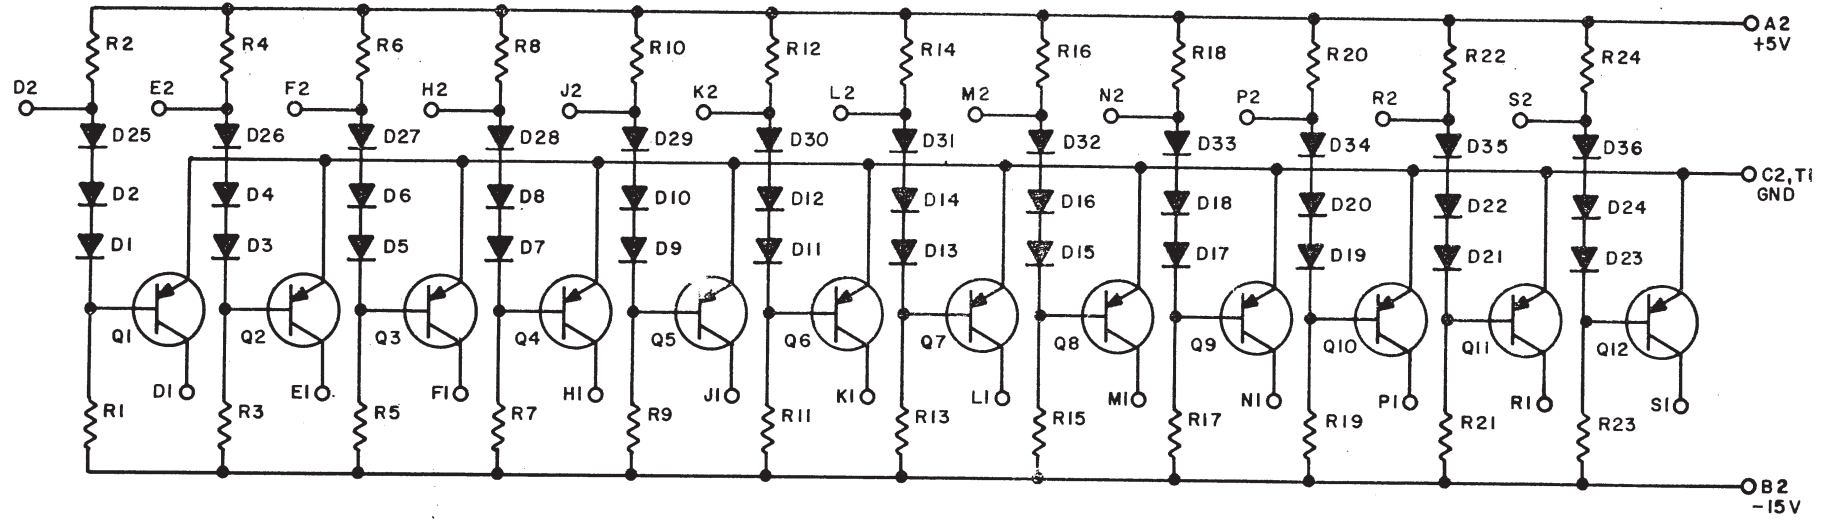 R2 R4 R6 R8 R10 R12 R14 R16 R18 R20 R22 R24 A2
+5V
D2 E2 F2 H2 J2 K2 L2 M2 N2 P2 R2 S2
D25 D26 D27 D28 D29 D30 D31 D32 D33 D34 D35 D36
C2,T1
GND
D2 D4 D6 D8 D10 D12 D14 D16 D18 D20 D22 D24
D1 D3 D5 D7 D9 D11 D13 D15 D17 D19 D21 D23
Q1 Q2 Q3 Q4 Q5 Q6 Q7 Q8 Q9 Q10 Q11 Q12
D1 E1 F1 H1 J1 K1 L1 M1 N1 P1 R1 S1
R1 R3 R5 R7 R9 R11 R13 R15 R17 R19 R21 R23
B2
-15V